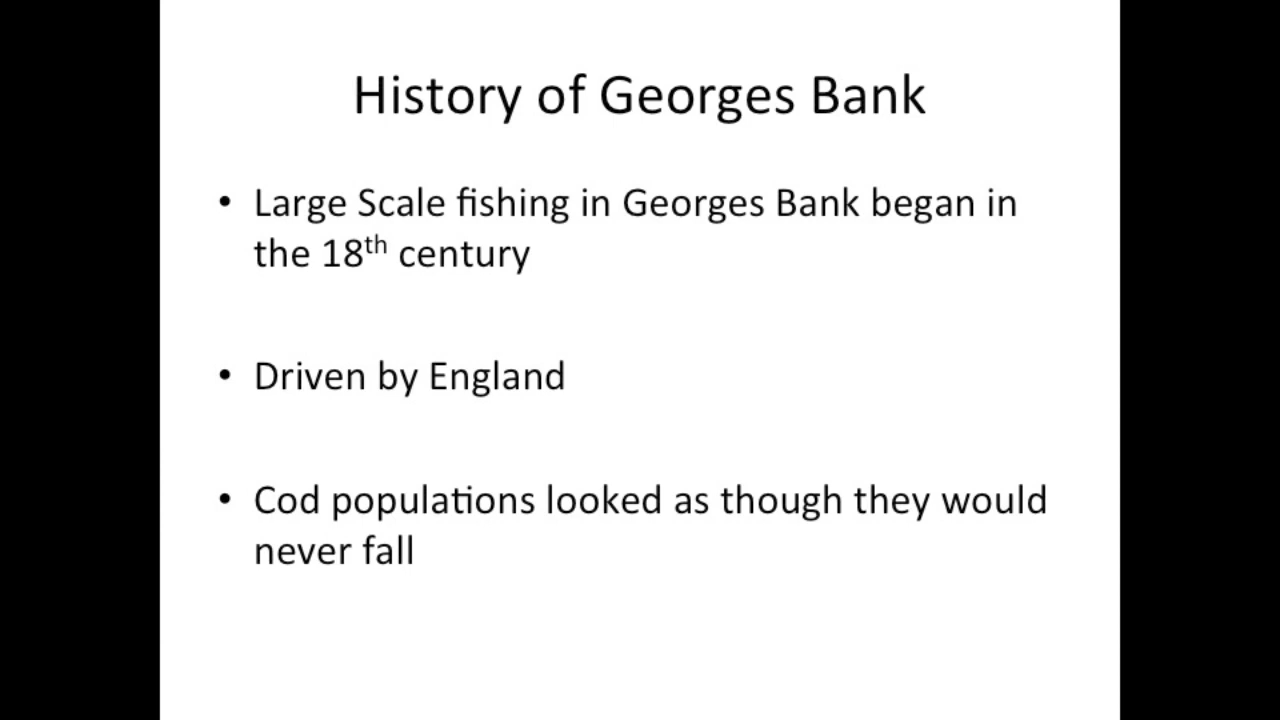 History of Georges Bank
• Large Scale fishing in Georges Bank began in
the 18th century
• Driven by England
• Cod populations looked as though they would
never fall